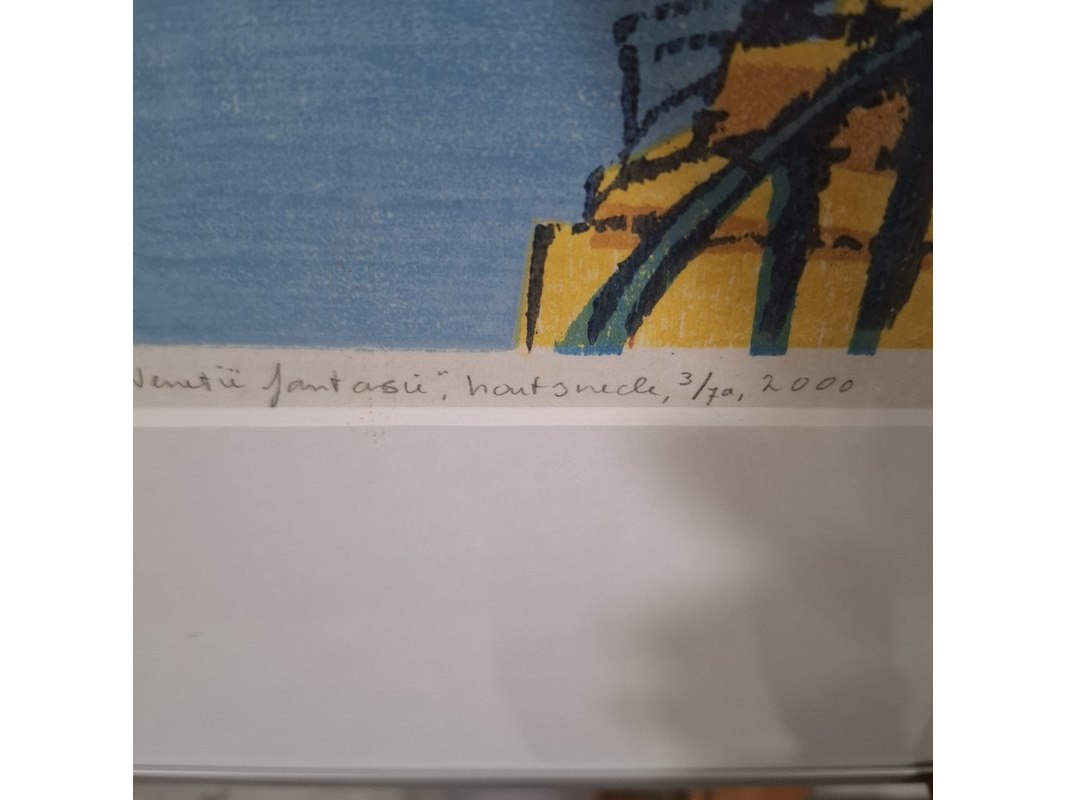 Venetië fantasie", houtsnede, 3/70, 2000